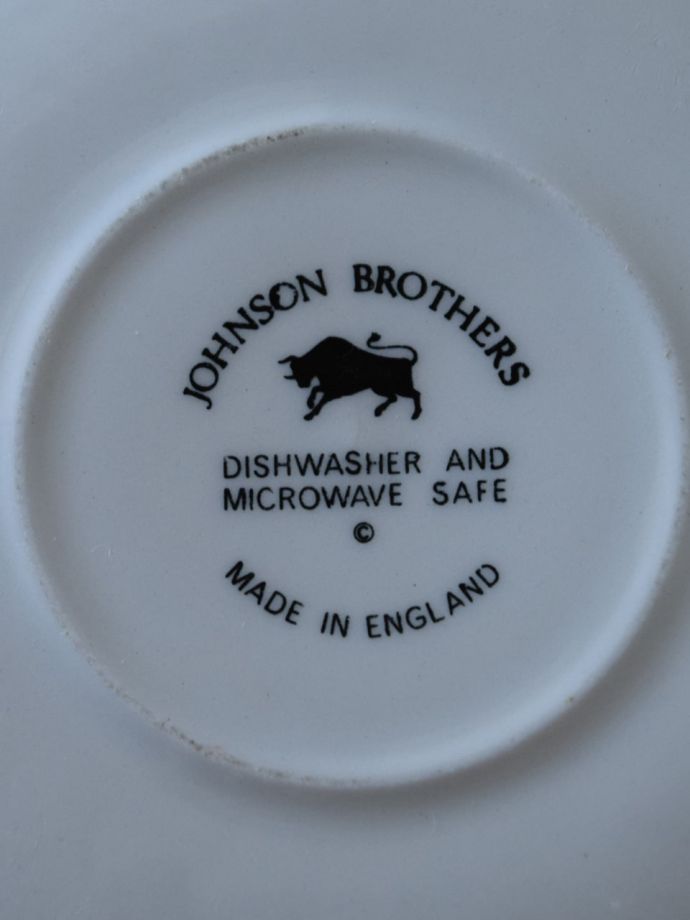 JOHNSON BROTHERS
DISHWASHER AND
MICROWAVE SAFE
©
MADE IN ENGLAND